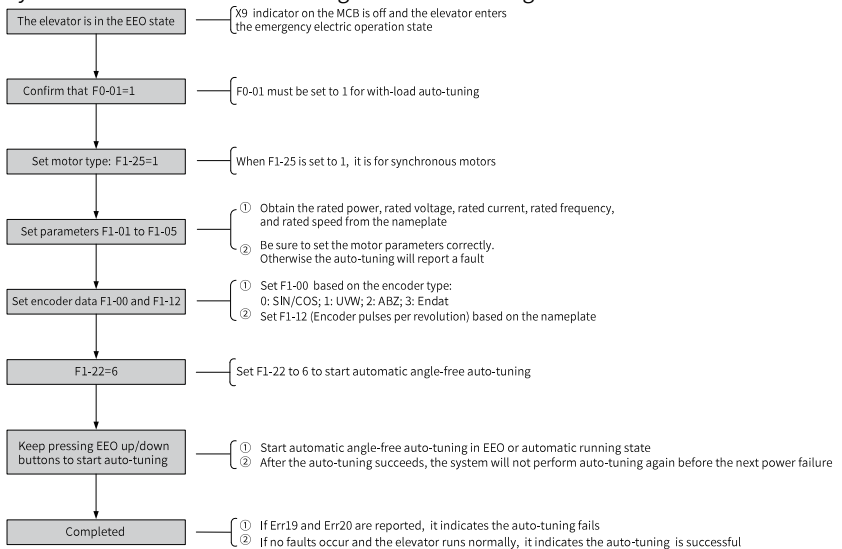 The elevator is in the EEO state
X9 indicator on the MCB is off and the elevator enters
the emergency electric operation state
Confirm that F0-01=1
F0-01 must be set to 1 for with-load auto-tuning
Set motor type: F1-25=1
When F1-25 is set to 1, it is for synchronous motors
Set parameters F1-01 to F1-05
① Obtain the rated power, rated voltage, rated current, rated frequency,
and rated speed from the nameplate
② Be sure to set the motor parameters correctly.
Otherwise the auto-tuning will report a fault
Set encoder data F1-00 and F1-12
① Set F1-00 based on the encoder type:
0: SIN/COS; 1: UVW; 2: ABZ; 3: Endat
② Set F1-12 (Encoder pulses per revolution) based on the nameplate
F1-22=6
Set F1-22 to 6 to start automatic angle-free auto-tuning
Keep pressing EEO up/down
buttons to start auto-tuning
① Start automatic angle-free auto-tuning in EEO or automatic running state
② After the auto-tuning succeeds, the system will not perform auto-tuning again before the next power failure
Completed
① If Err19 and Err20 are reported, it indicates the auto-tuning fails
② If no faults occur and the elevator runs normally, it indicates the auto-tuning is successful